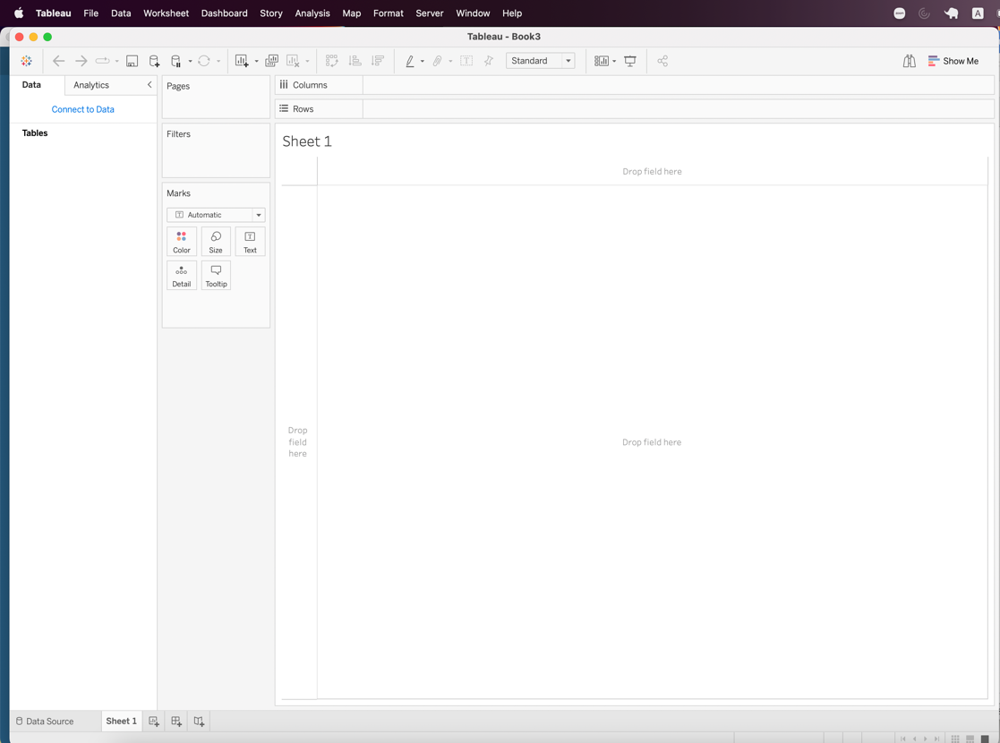 Tableau File Data Worksheet Dashboard Story Analysis Map Format Server Window Help A
Tableau - Book3
Standard Show Me
Data Analytics
Connect to Data
Tables
Pages
Filters
Marks
Automatic
Color Size Text
Detail Tooltip
Columns
Rows
Sheet 1
Drop field here
Drop
field
here
Drop field here
Data Source Sheet 1